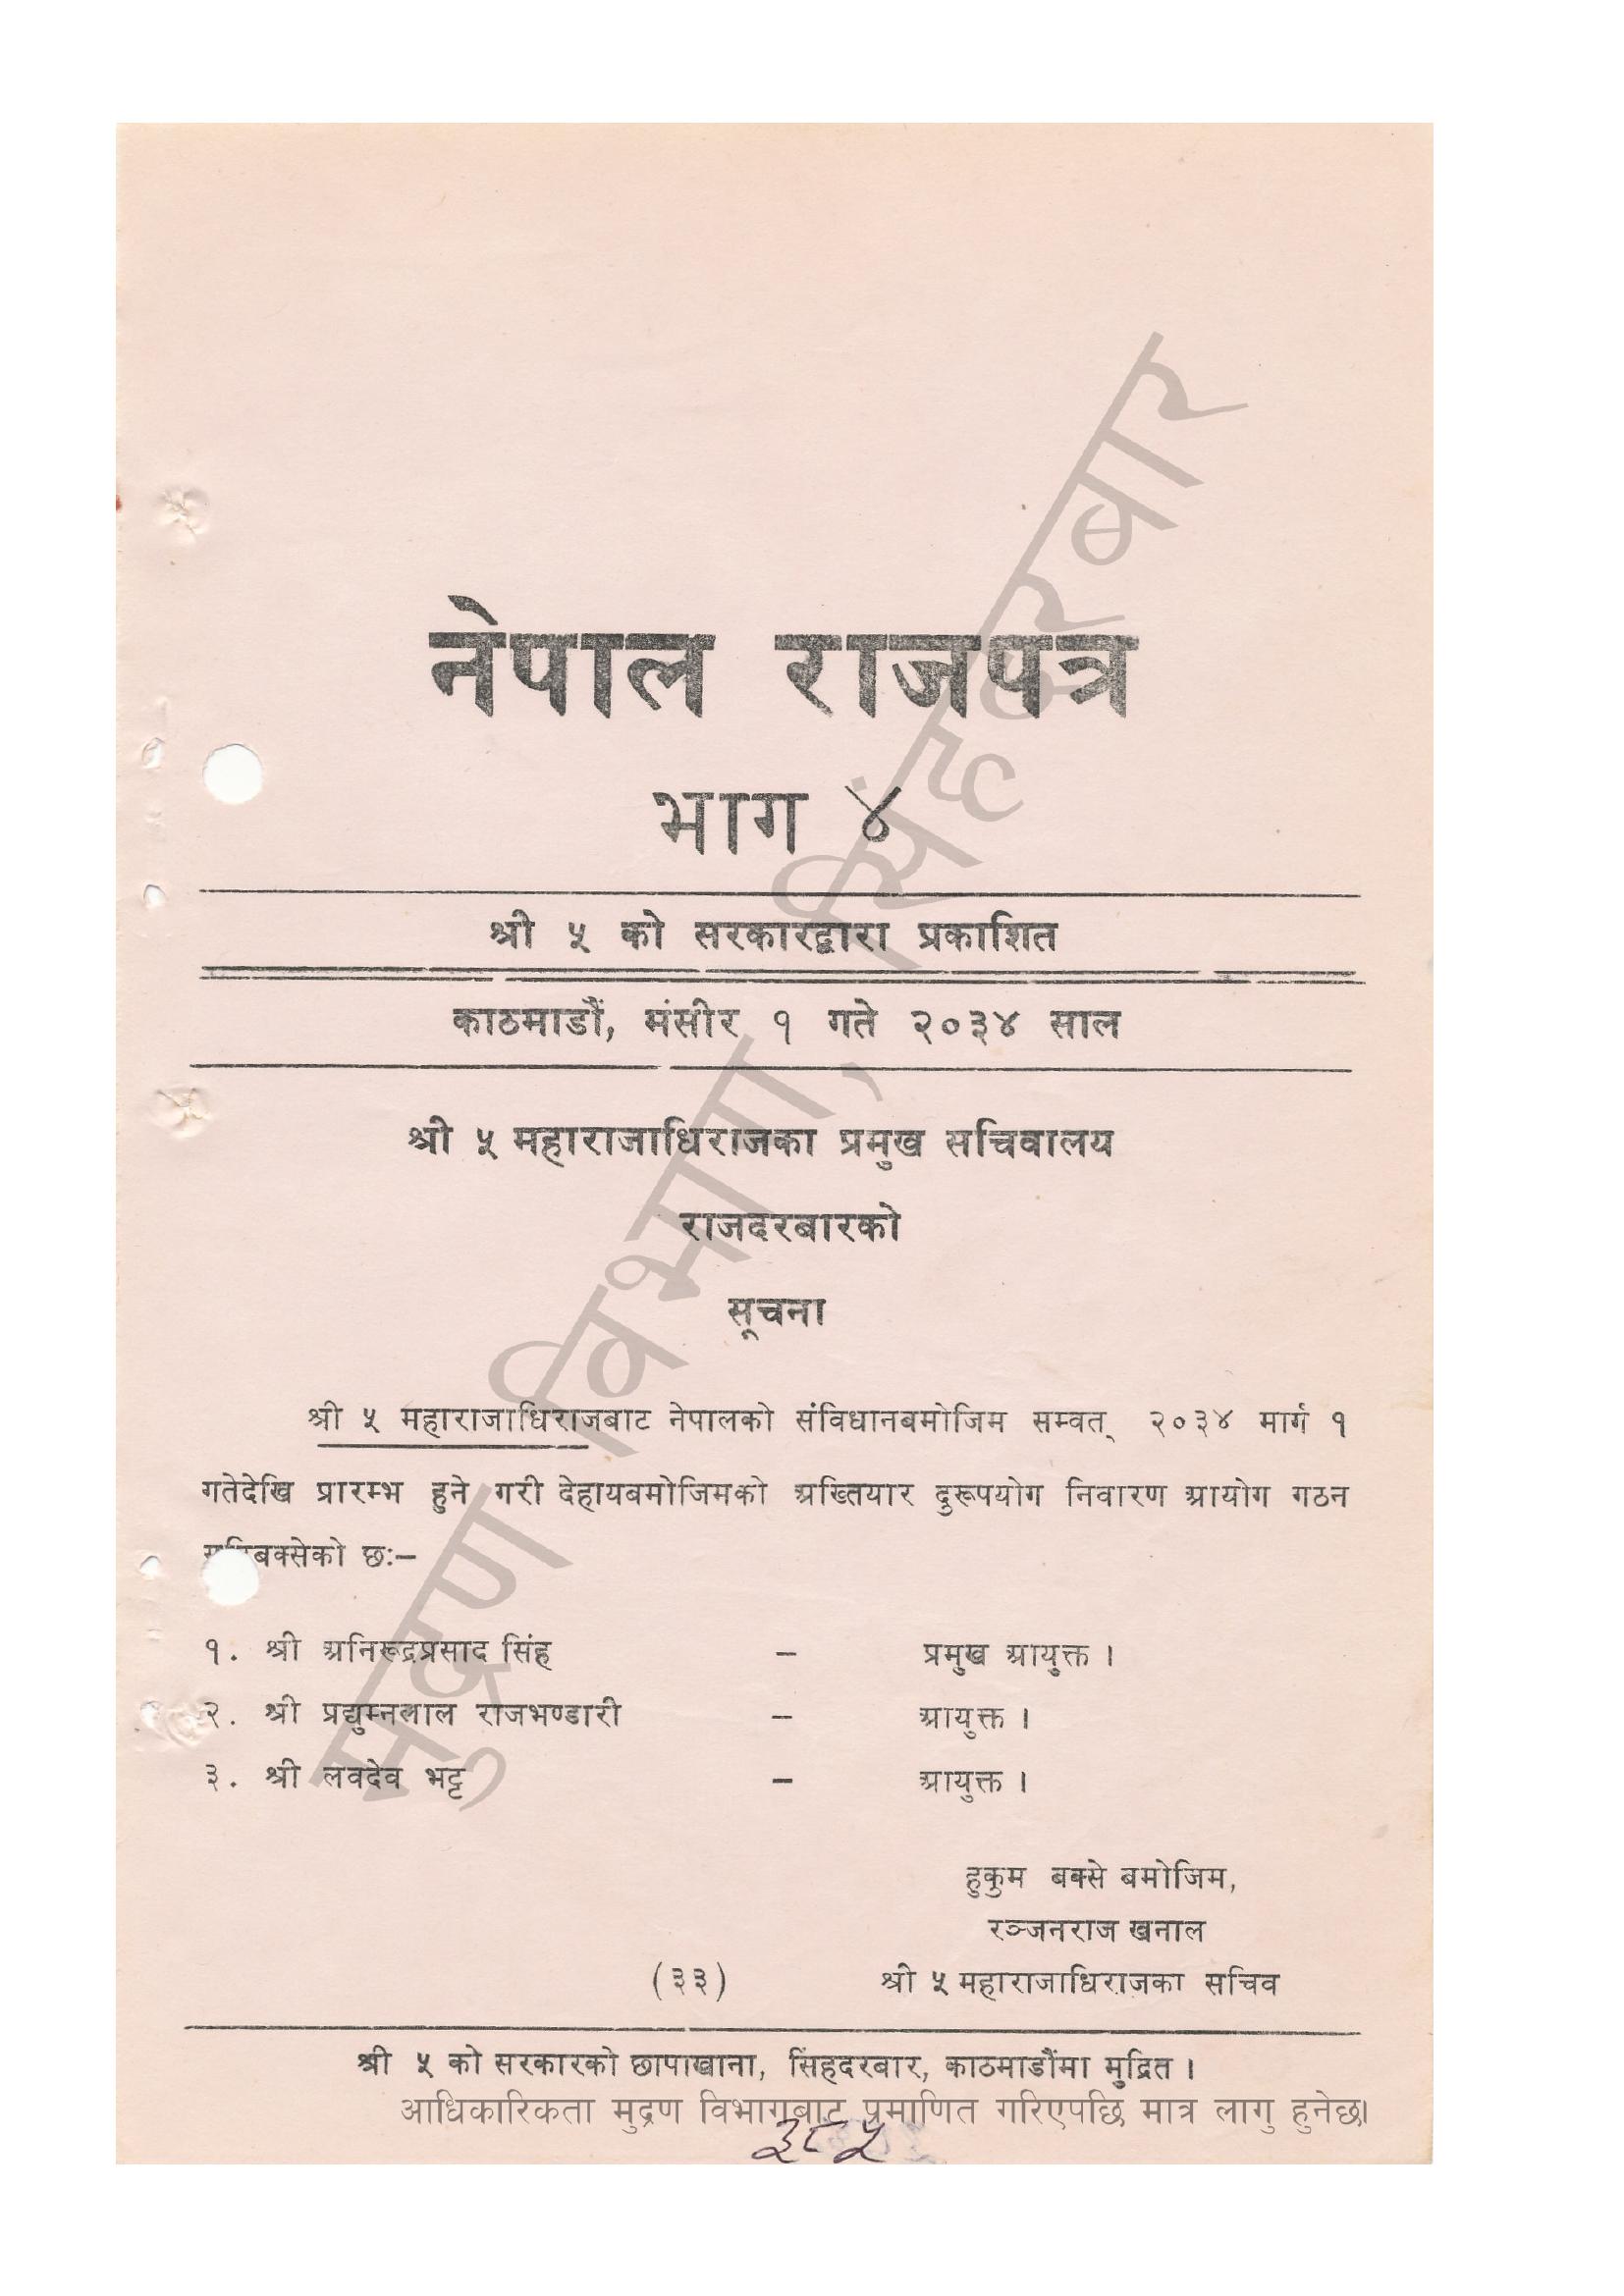 नेपाल राजपत्र
भाग ४
श्री ५ को सरकारद्वारा प्रकाशित
काठमाडौं, मंसीर १ गते २०३४ साल
श्री ५ महाराजाधिराजका प्रमुख सचिवालय
राजदरबारको
सूचना
श्री ५ महाराजाधिराजबाट नेपालको संविधानबमोजिम सम्वत् २०३४ मार्ग १
गतेदेखि प्रारम्भ हुने गरी देहायबमोजिमको अख्तियार दुरूपयोग निवारण आयोग गठन
छः–
१. श्री अनिरूद्रप्रसाद सिंह – प्रमुख आयुक्त ।
२. श्री प्रद्युम्नलाल राजभण्डारी – आयुक्त ।
३. श्री लवदेव भट्ट – आयुक्त ।
हुकुम बक्से बमोजिम,
रञ्जनराज खनाल
(३३) श्री ५ महाराजाधिराजका सचिव
श्री ५ को सरकारको छापाखाना, सिंहदरबार, काठमाडौंमा मुद्रित ।
आधिकारिकता मुद्रण विभागबाट प्रमाणित गरिएपछि मात्र लागु हुनेछ।
३८५
मुद्रण विभाग, सिंहदरबार